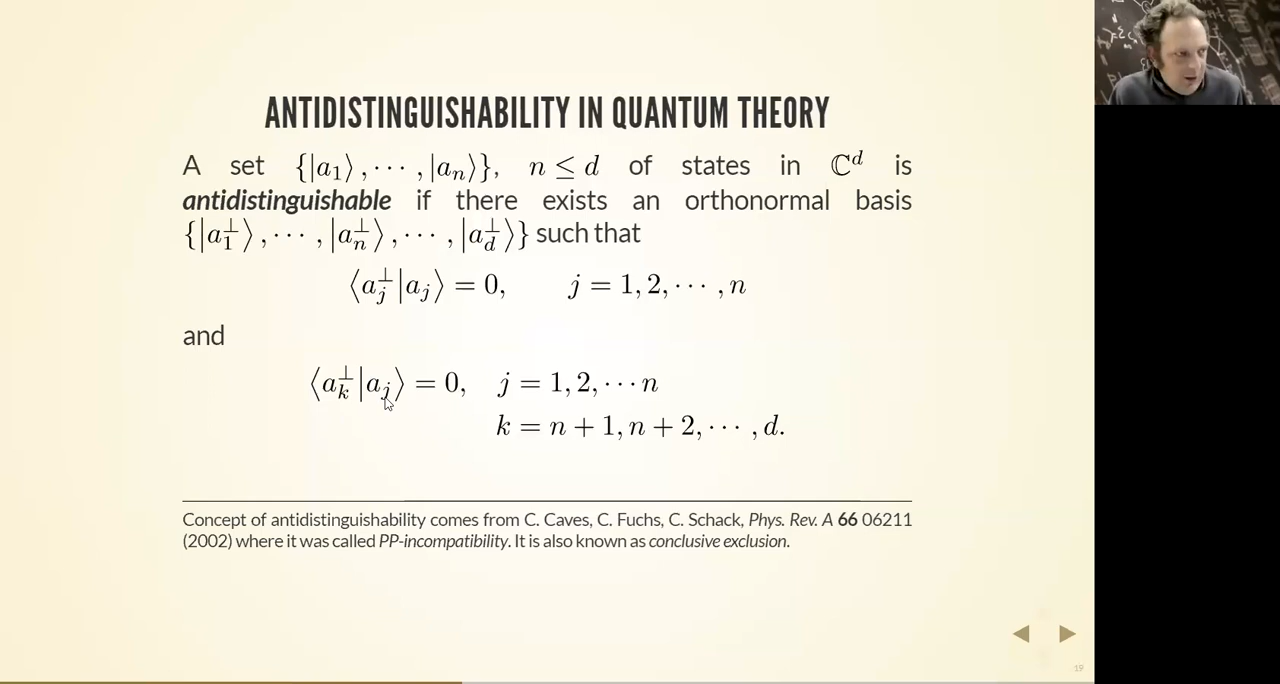 ANTIDISTINGUISHABILITY IN QUANTUM THEORY
A set {|a₁⟩, ⋯, |aₙ⟩}, n ≤ d of states in ℂᵈ is
antidistinguishable if there exists an orthonormal basis
{|a₁^⊥⟩, ⋯, |aₙ^⊥⟩, ⋯, |a_d^⊥⟩} such that
⟨a_j^⊥|a_j⟩ = 0, j = 1, 2, ⋯, n
and
⟨a_k^⊥|a_j⟩ = 0, j = 1, 2, ⋯ n
k = n + 1, n + 2, ⋯, d.
Concept of antidistinguishability comes from C. Caves, C. Fuchs, C. Schack, Phys. Rev. A 66 06211
(2002) where it was called PP-incompatibility. It is also known as conclusive exclusion.
19